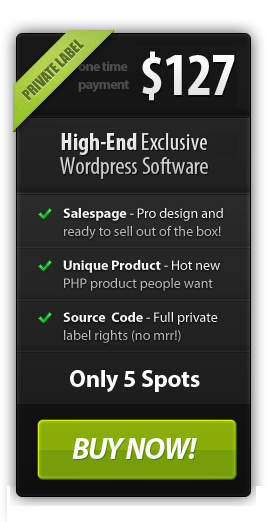 PRIVATE LABEL
one time
payment
$127
High-End Exclusive
Wordpress Software
Salespage - Pro design and
ready to sell out of the box!
Unique Product - Hot new
PHP product people want
Source Code - Full private
label rights (no mrr!)
Only 5 Spots
BUY NOW!